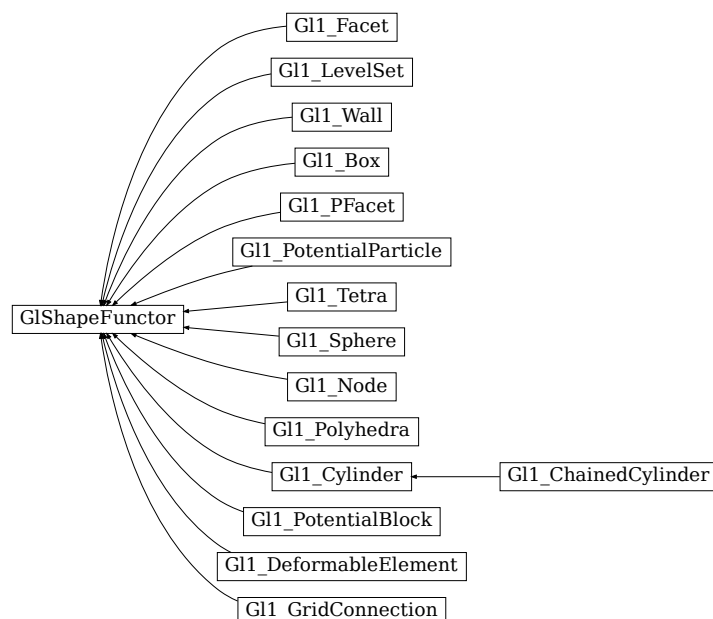 Gl1_Facet
Gl1_LevelSet
Gl1_Wall
Gl1_Box
Gl1_PFacet
Gl1_PotentialParticle
Gl1_Tetra
GlShapeFunctor
Gl1_Sphere
Gl1_Node
Gl1_Polyhedra
Gl1_Cylinder
Gl1_ChainedCylinder
Gl1_PotentialBlock
Gl1_DeformableElement
Gl1_GridConnection